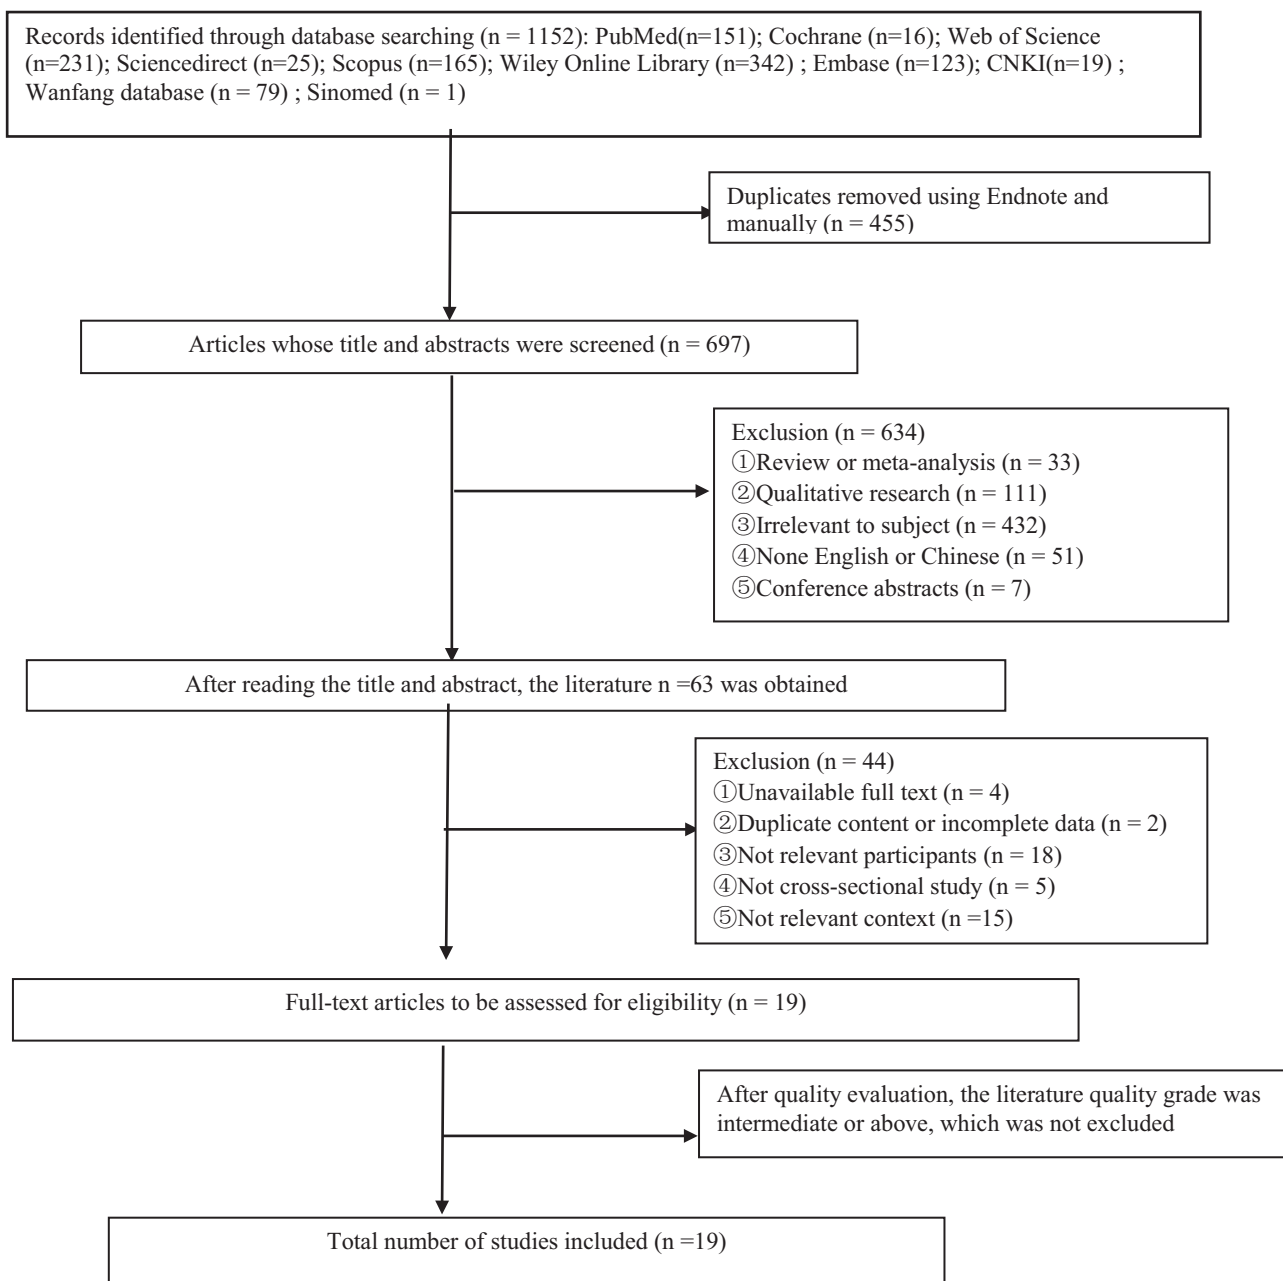 Records identified through database searching (n = 1152): PubMed(n=151); Cochrane (n=16); Web of Science
(n=231); Sciencedirect (n=25); Scopus (n=165); Wiley Online Library (n=342) ; Embase (n=123); CNKI(n=19) ;
Wanfang database (n = 79) ; Sinomed (n = 1)
Duplicates removed using Endnote and
manually (n = 455)
Articles whose title and abstracts were screened (n = 697)
Exclusion (n = 634)
①Review or meta-analysis (n = 33)
②Qualitative research (n = 111)
③Irrelevant to subject (n = 432)
④None English or Chinese (n = 51)
⑤Conference abstracts (n = 7)
After reading the title and abstract, the literature n =63 was obtained
Exclusion (n = 44)
①Unavailable full text (n = 4)
②Duplicate content or incomplete data (n = 2)
③Not relevant participants (n = 18)
④Not cross-sectional study (n = 5)
⑤Not relevant context (n =15)
Full-text articles to be assessed for eligibility (n = 19)
After quality evaluation, the literature quality grade was
intermediate or above, which was not excluded
Total number of studies included (n =19)